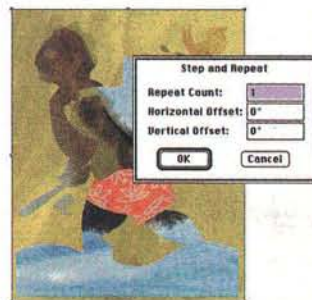 Step and Repeat
Repeat Count: 1
Horizontal Offset: 0"
Vertical Offset: 0"
OK Cancel